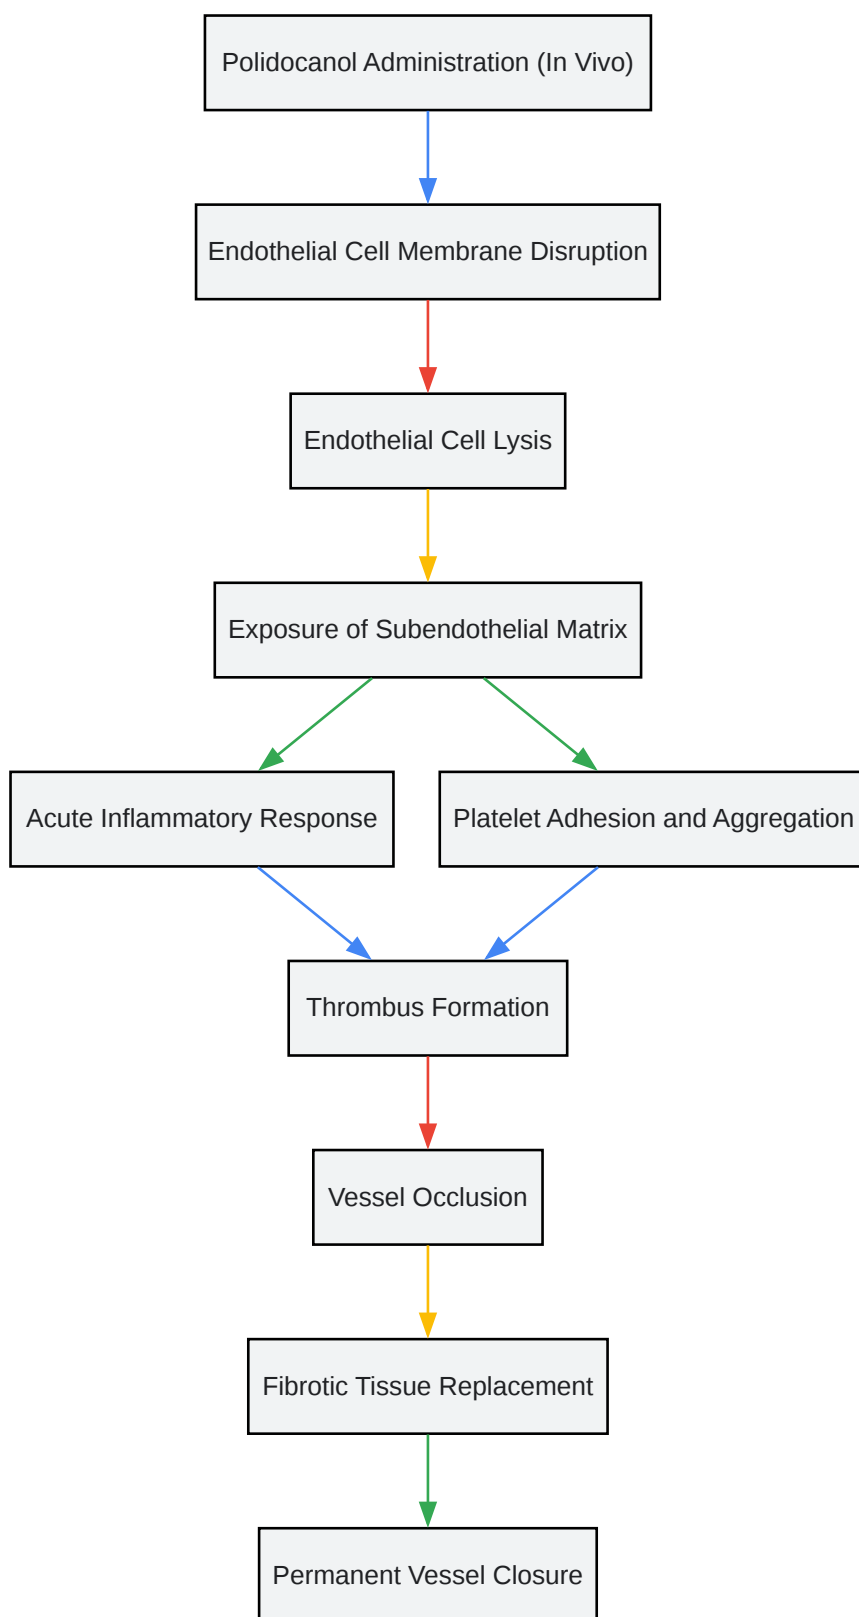 Polidocanol Administration (In Vivo)
Endothelial Cell Membrane Disruption
Endothelial Cell Lysis
Exposure of Subendothelial Matrix
Acute Inflammatory Response
Platelet Adhesion and Aggregation
Thrombus Formation
Vessel Occlusion
Fibrotic Tissue Replacement
Permanent Vessel Closure